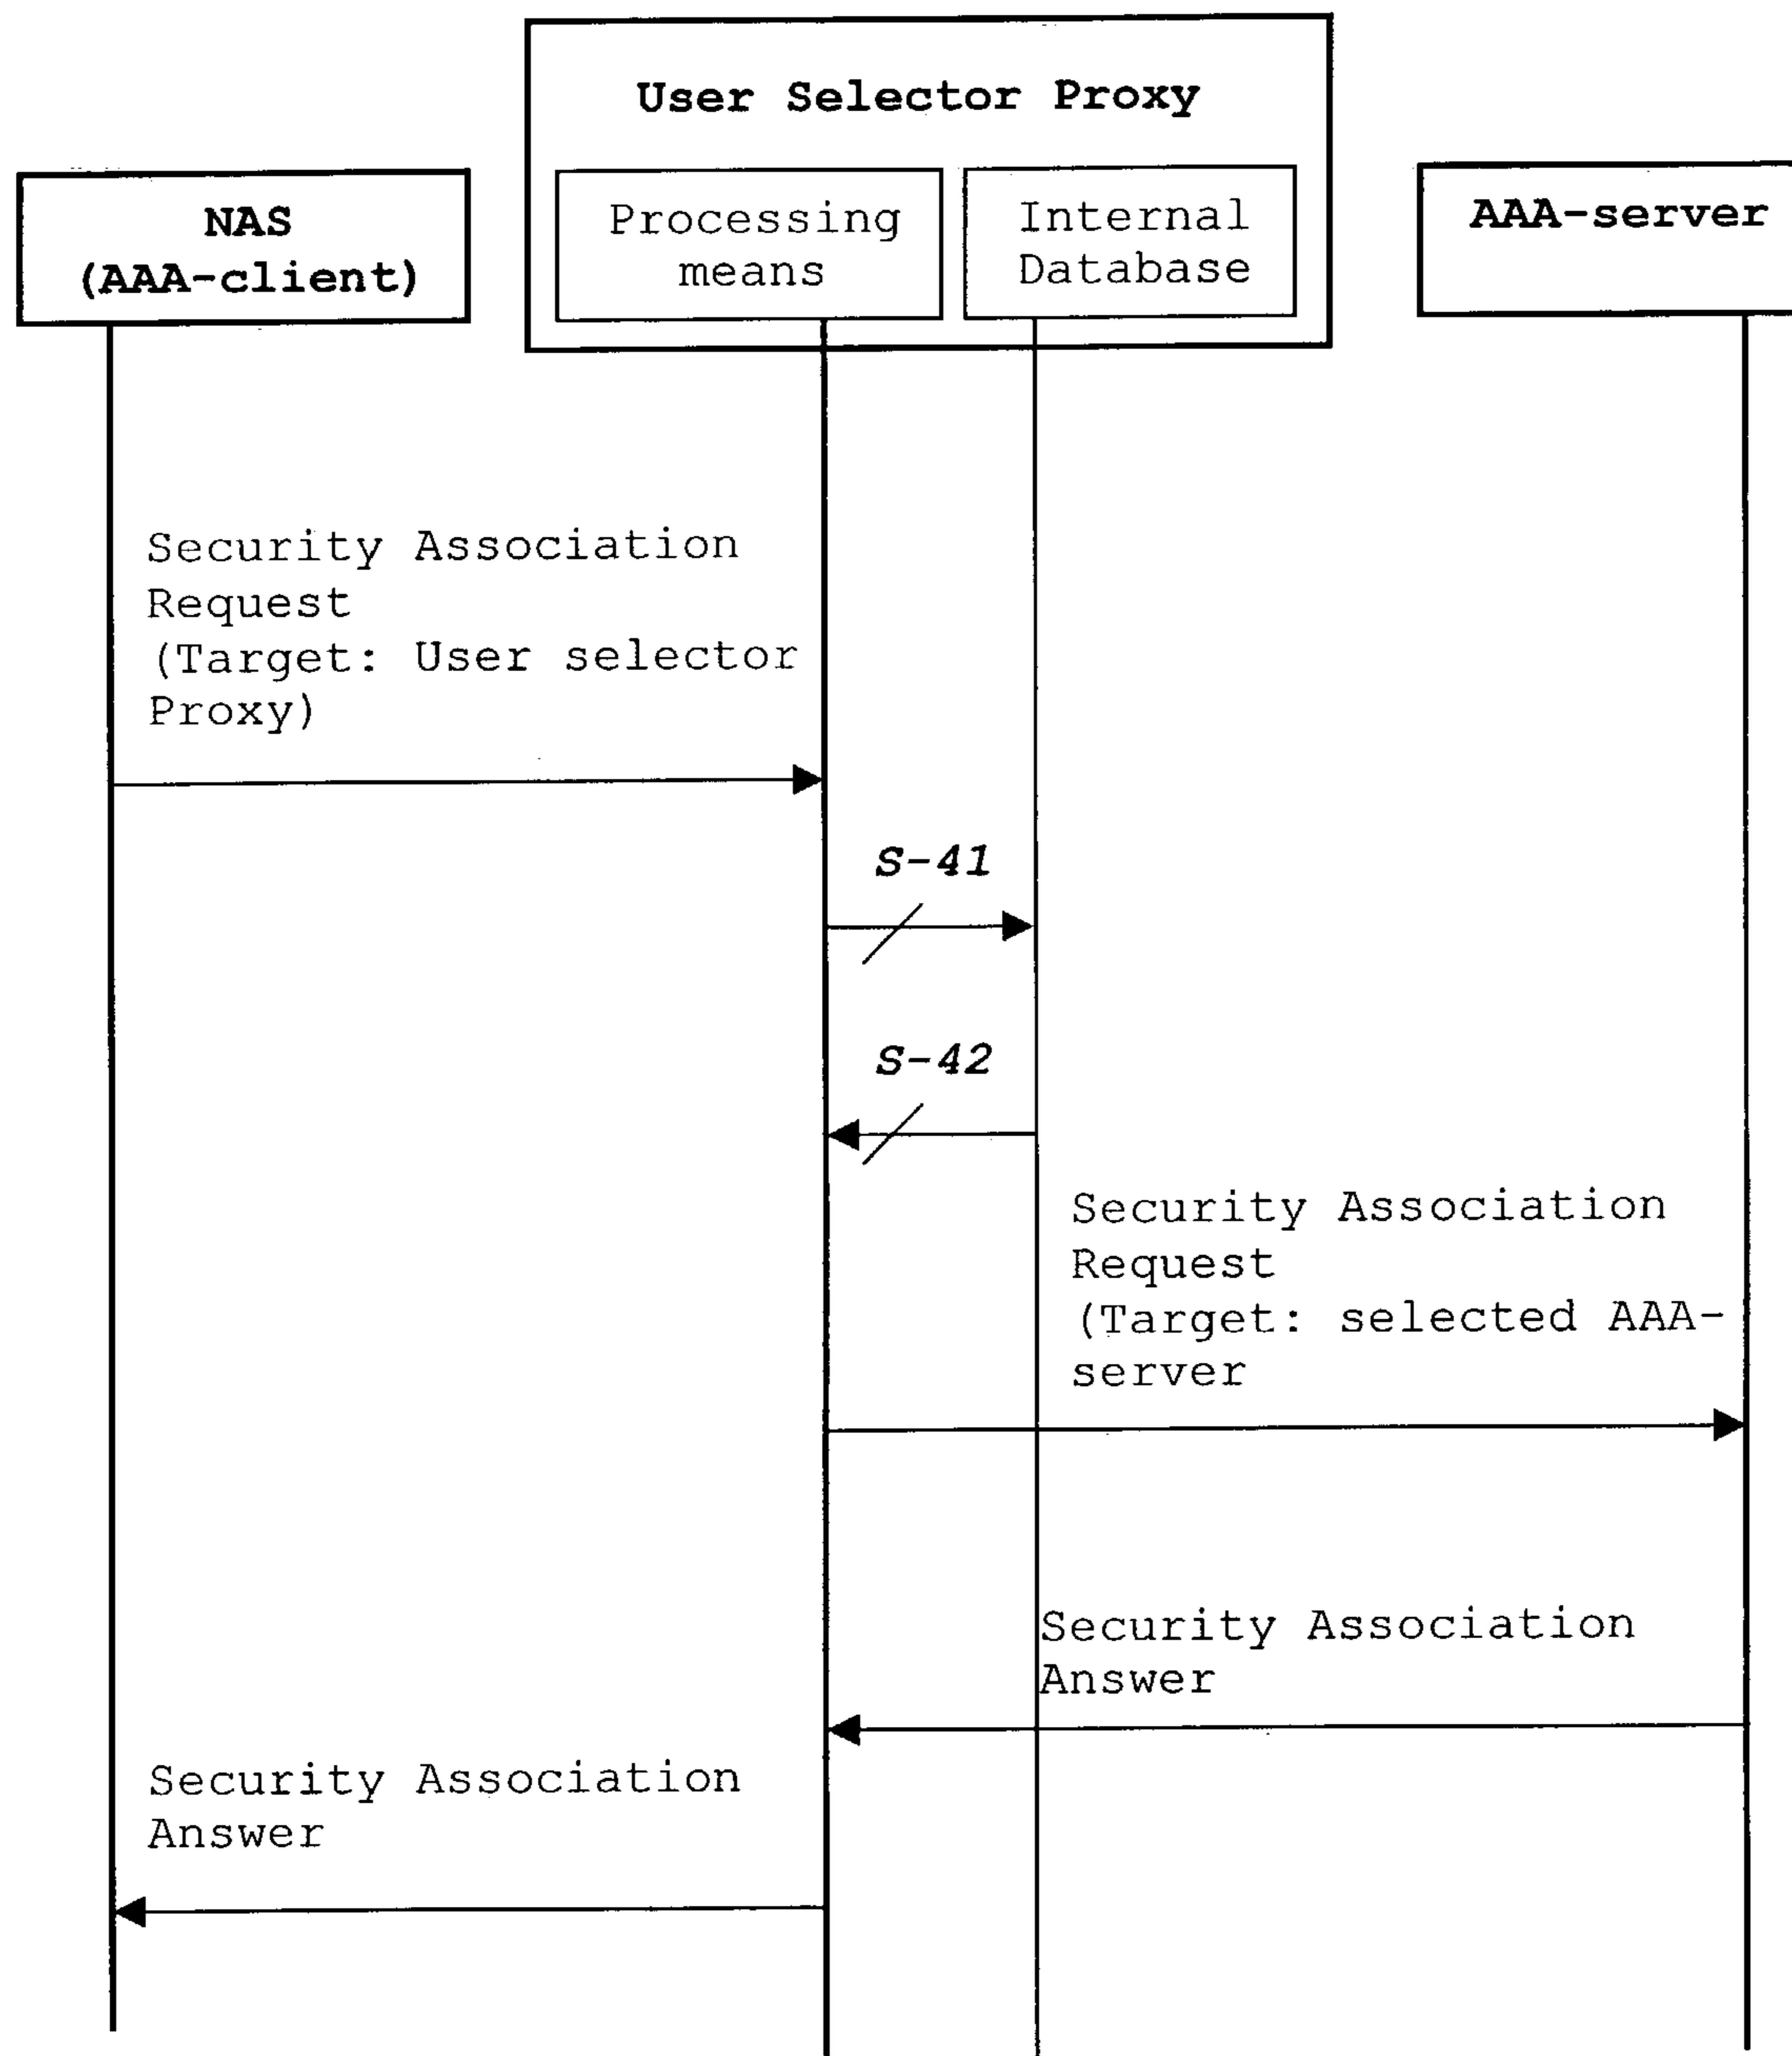 User Selector Proxy
NAS
(AAA-client)
Processing
means
Internal
Database
AAA-server
Security Association
Request
(Target: User selector
Proxy)
S-41
S-42
Security Association
Request
(Target: selected AAA-
server
Security Association
Answer
Security Association
Answer